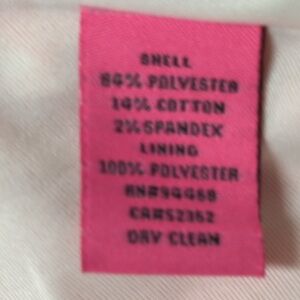 SHELL
84% POLYESTER
14% COTTON
2% SPANDEX
LINING
100% POLYESTER
RN#94468
CA#52362
DRY CLEAN